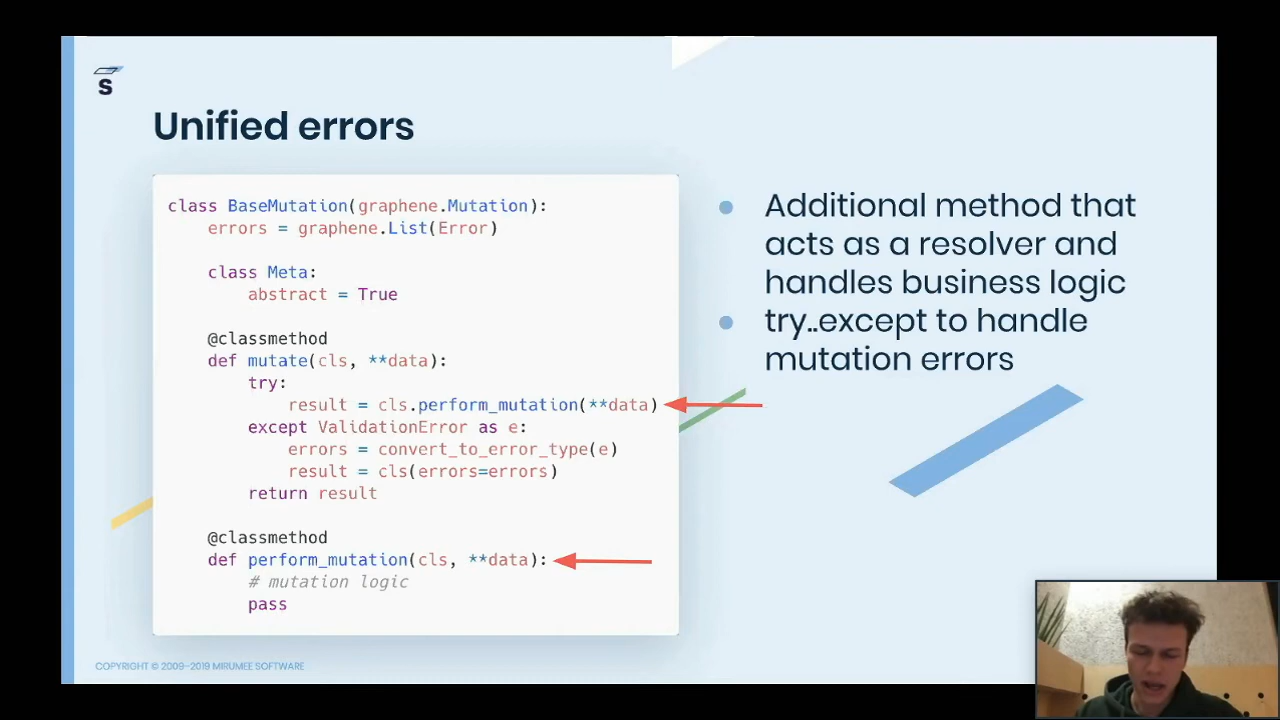 S
Unified errors
class BaseMutation(graphene.Mutation):
    errors = graphene.List(Error)
    class Meta:
        abstract = True
    @classmethod
    def mutate(cls, **data):
        try:
            result = cls.perform_mutation(**data)
        except ValidationError as e:
            errors = convert_to_error_type(e)
            result = cls(errors=errors)
        return result
    @classmethod
    def perform_mutation(cls, **data):
        # mutation logic
        pass
● Additional method that
acts as a resolver and
handles business logic
● try..except to handle
mutation errors
COPYRIGHT © 2009–2019 MIRUMEE SOFTWARE